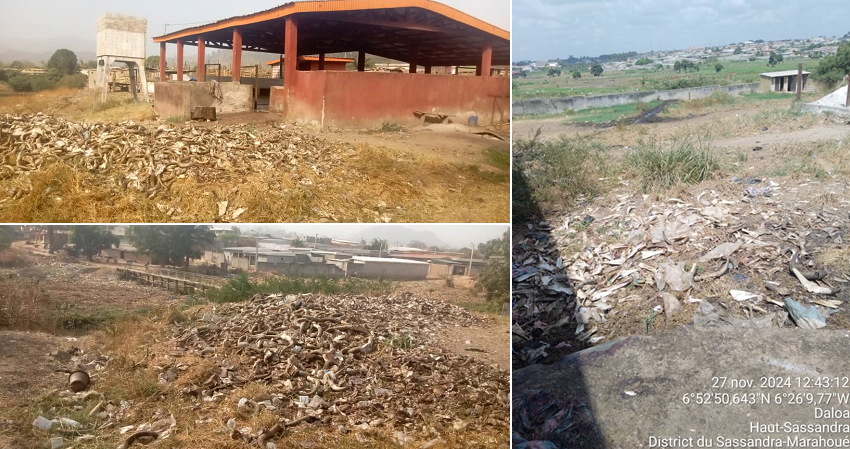 27 nov. 2024 12:43:12
6°52'50,643"N 6°26'9,77"W
Daloa
Haut-Sassandra
District du Sassandra-Marahoué